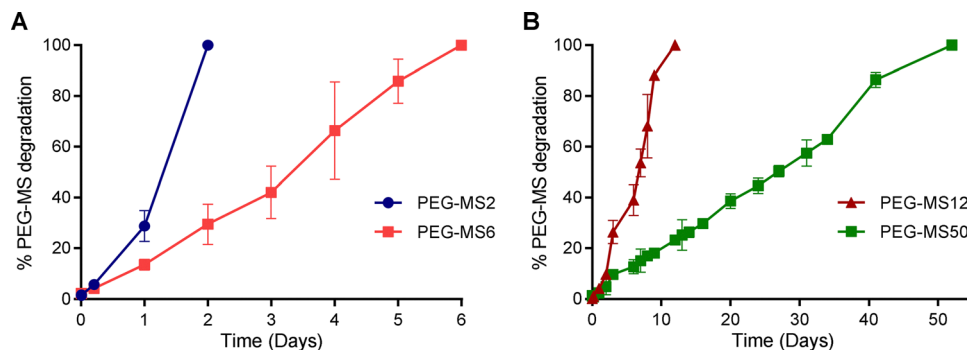 A
% PEG-MS degradation
100
80
60
40
20
0
0 1 2 3 4 5 6
Time (Days)
PEG-MS2
PEG-MS6
B
% PEG-MS degradation
100
80
60
40
20
0
0 10 20 30 40 50
Time (Days)
PEG-MS12
PEG-MS50